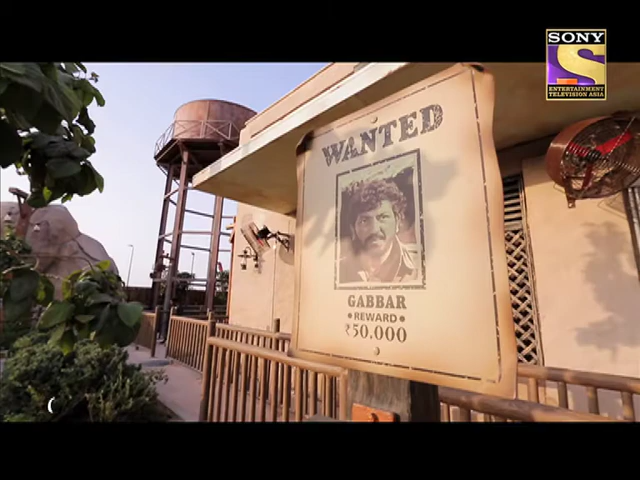 SONY
ENTERTAINMENT
TELEVISION ASIA
WANTED
GABBAR
•REWARD•
₹50.000